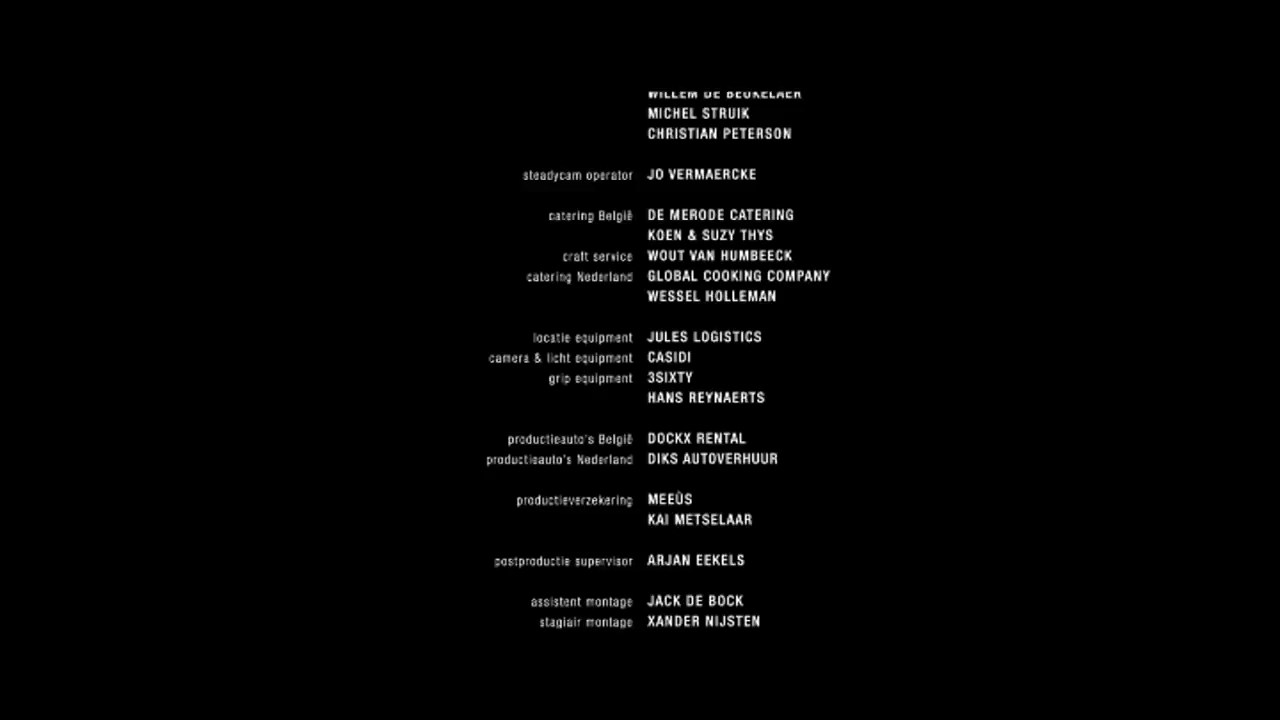 WILLEM DE BEUKELAER
MICHEL STRUIK
CHRISTIAN PETERSON
steadycam operator JO VERMAERCKE
catering België DE MERODE CATERING
KOEN & SUZY THYS
craft service WOUT VAN HUMBEECK
catering Nederland GLOBAL COOKING COMPANY
WESSEL HOLLEMAN
locatie equipment JULES LOGISTICS
camera & licht equipment CASIDI
grip equipment 3SIXTY
HANS REYNAERTS
productieauto's België DOCKX RENTAL
productieauto's Nederland DIKS AUTOVERHUUR
productieverzekering MEEÙS
KAI METSELAAR
postproductie supervisor ARJAN EEKELS
assistent montage JACK DE BOCK
stagiair montage XANDER NIJSTEN